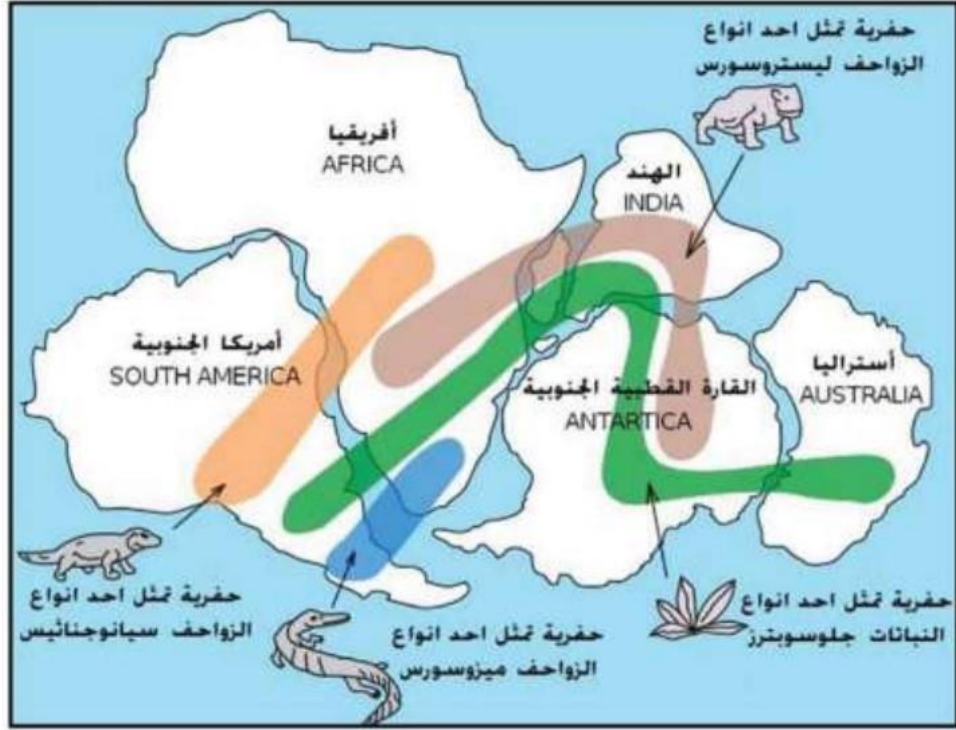 حفرية تمثل احد انواع
الزواحف ليستروسورس
أفريقيا
AFRICA
الهند
INDIA
أمريكا الجنوبية
SOUTH AMERICA
القارة القطبية الجنوبية
ANTARTICA
أستراليا
AUSTRALIA
حفرية تمثل احد انواع
الزواحف سيانوجناثيس
حفرية تمثل احد انواع
الزواحف ميزوسورس
حفرية تمثل احد انواع
النباتات جلوسوبترز